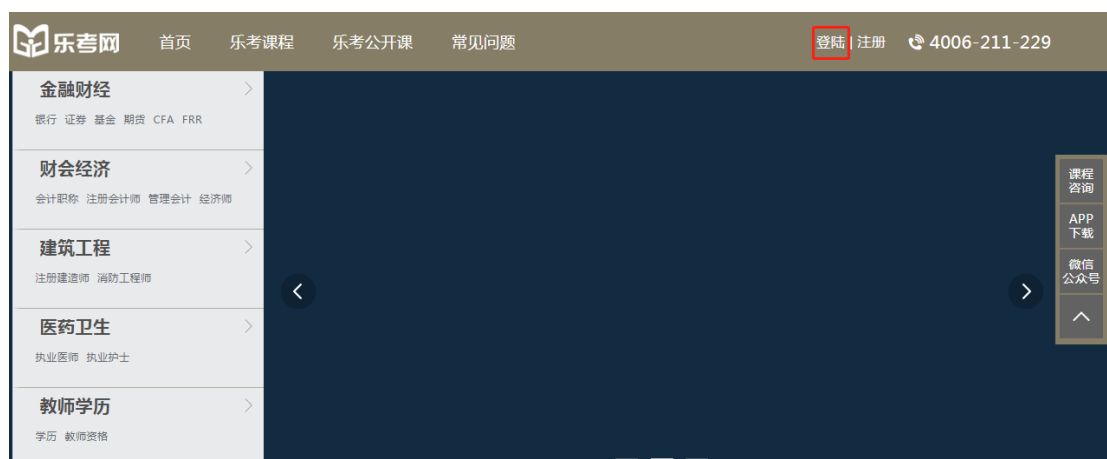 乐考网 首页 乐考课程 乐考公开课 常见问题 登陆 | 注册 4006-211-229
金融财经
银行 证券 基金 期货 CFA FRR
财会经济
会计职称 注册会计师 管理会计 经济师
建筑工程
注册建造师 消防工程师
医药卫生
执业医师 执业护士
教师学历
学历 教师资格
课程
咨询
APP
下载
微信
公众号